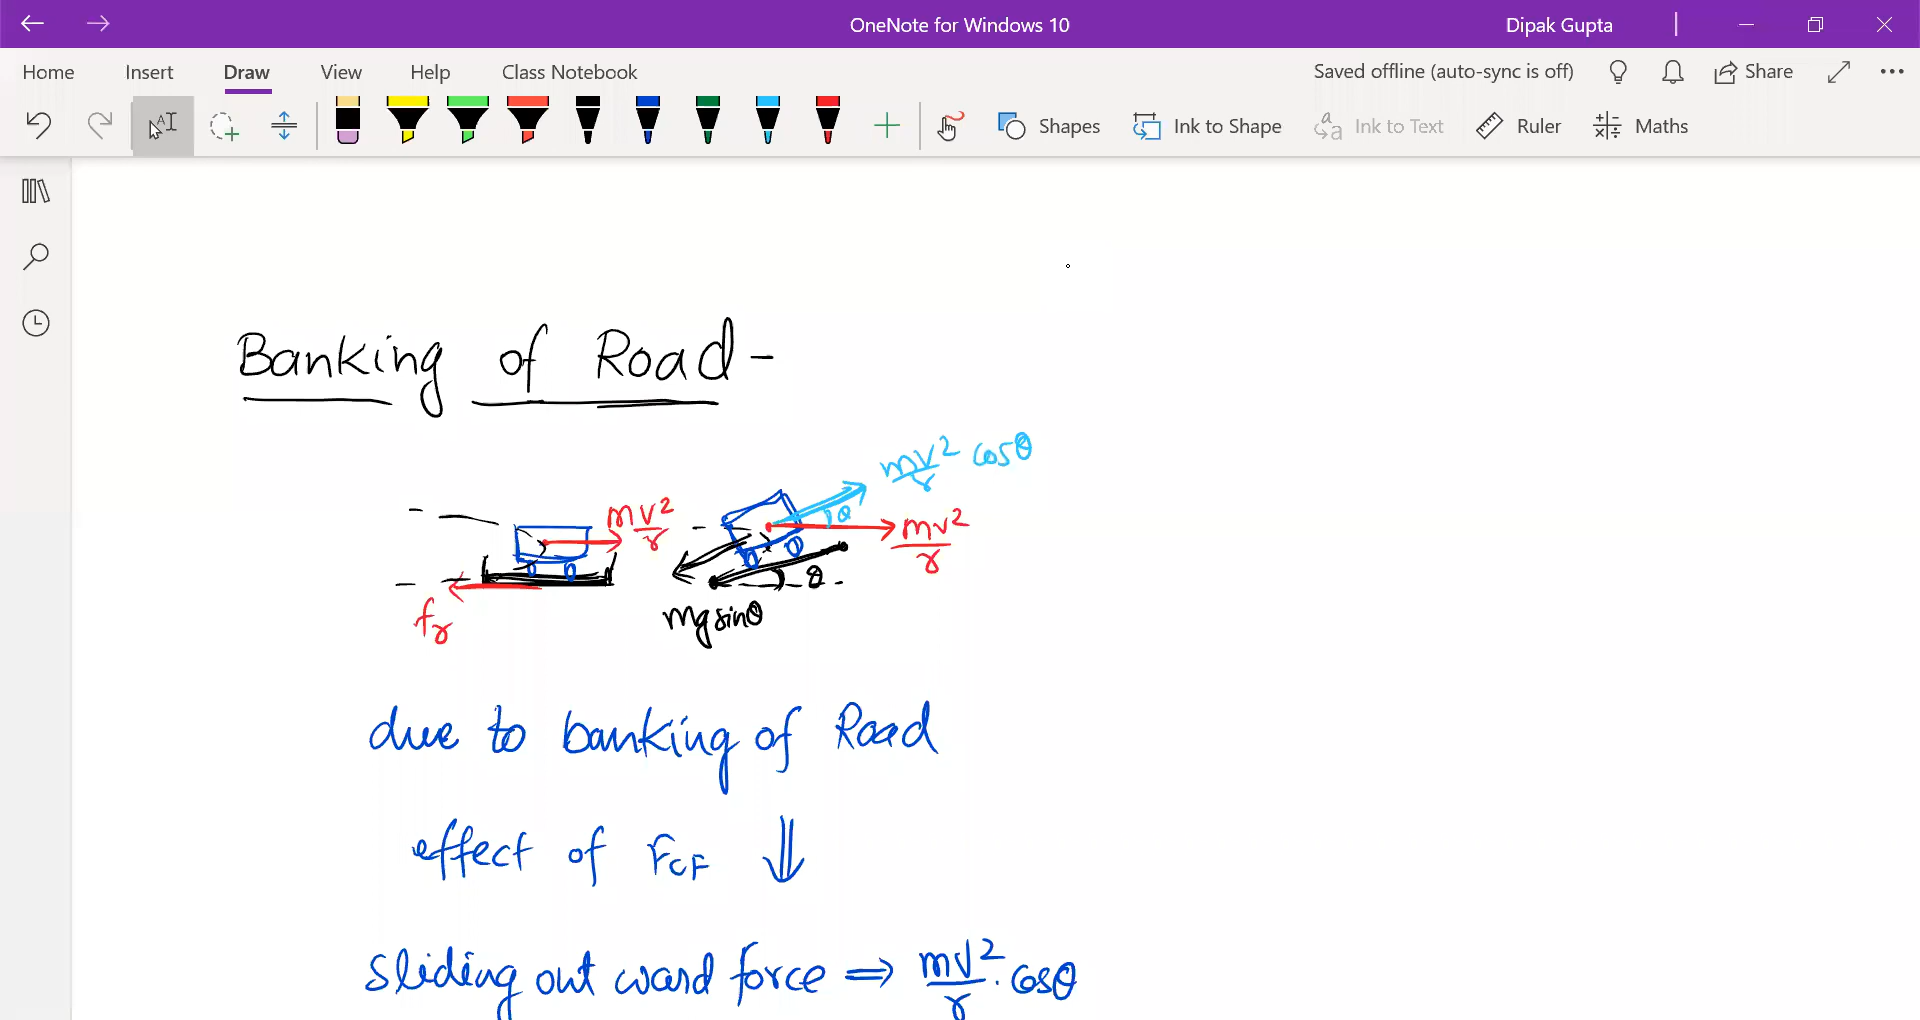 OneNote for Windows 10
Dipak Gupta
Home Insert Draw View Help Class Notebook
Saved offline (auto-sync is off) Share
Shapes Ink to Shape Ink to Text Ruler Maths
Banking of Road -
mv²/r cosθ
mv²/r
θ
mv²/r
fr
θ
mg sinθ
due to banking of Road
effect of FCF ⇓
sliding out ward force ⇒ mv²/r . cosθ